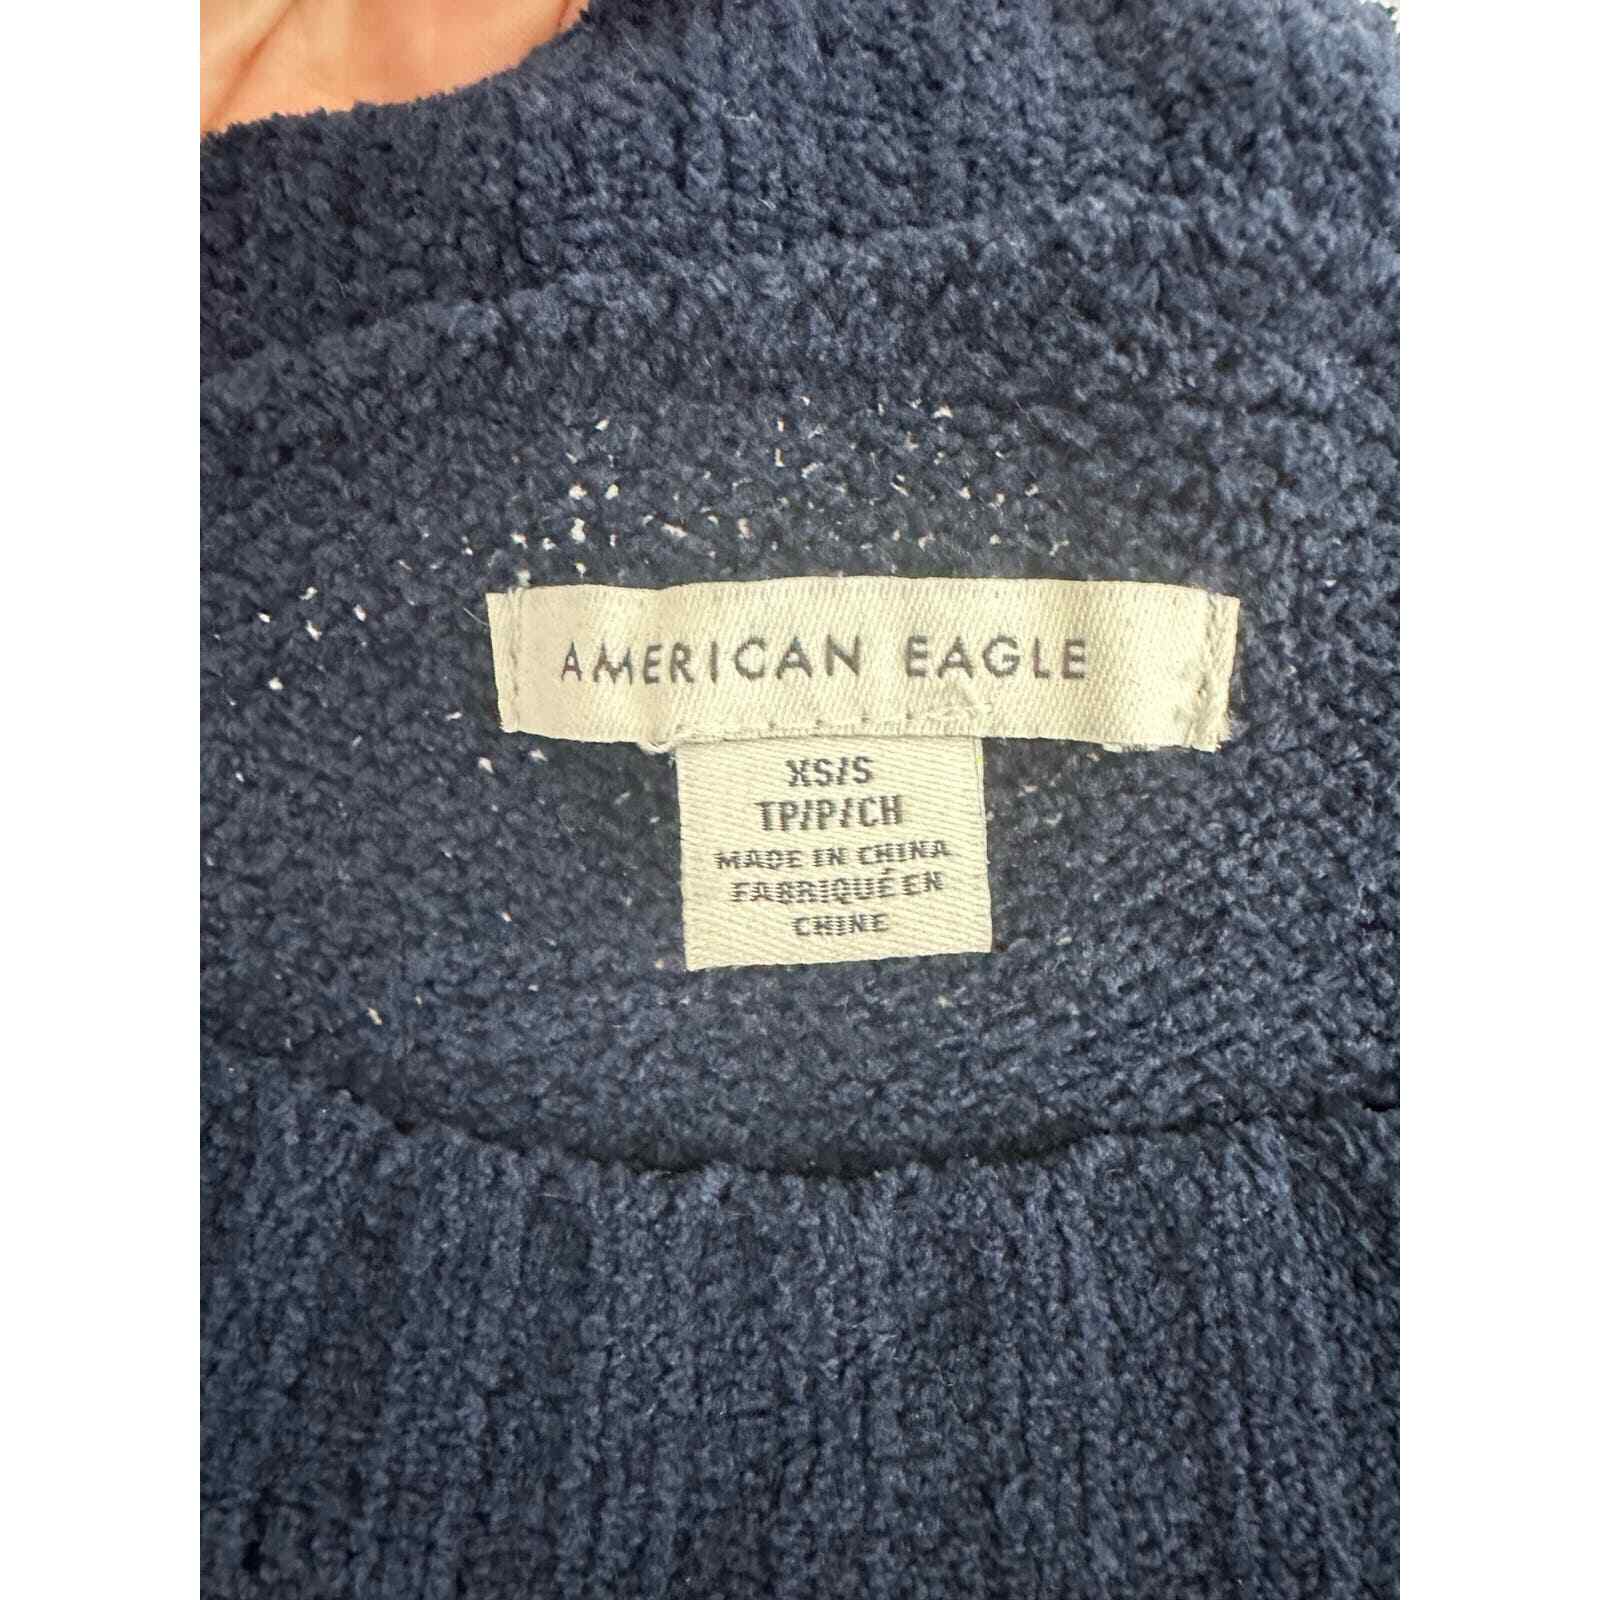 AMERICAN EAGLE
XS/S
TP/P/CH
MADE IN CHINA
FABRIQUÉ EN
CHINE